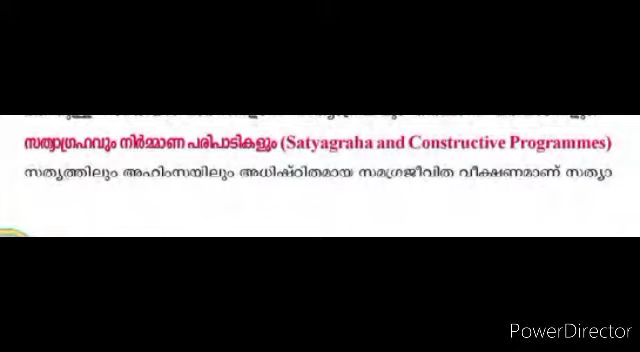 സത്യാഗ്രഹവും നിർമ്മാണ പരിപാടികളും (Satyagraha and Constructive Programmes)
സത്യത്തിലും അഹിംസയിലും അധിഷ്ഠിതമായ സമഗ്രജീവിത വീക്ഷണമാണ് സത്യാ
PowerDirector